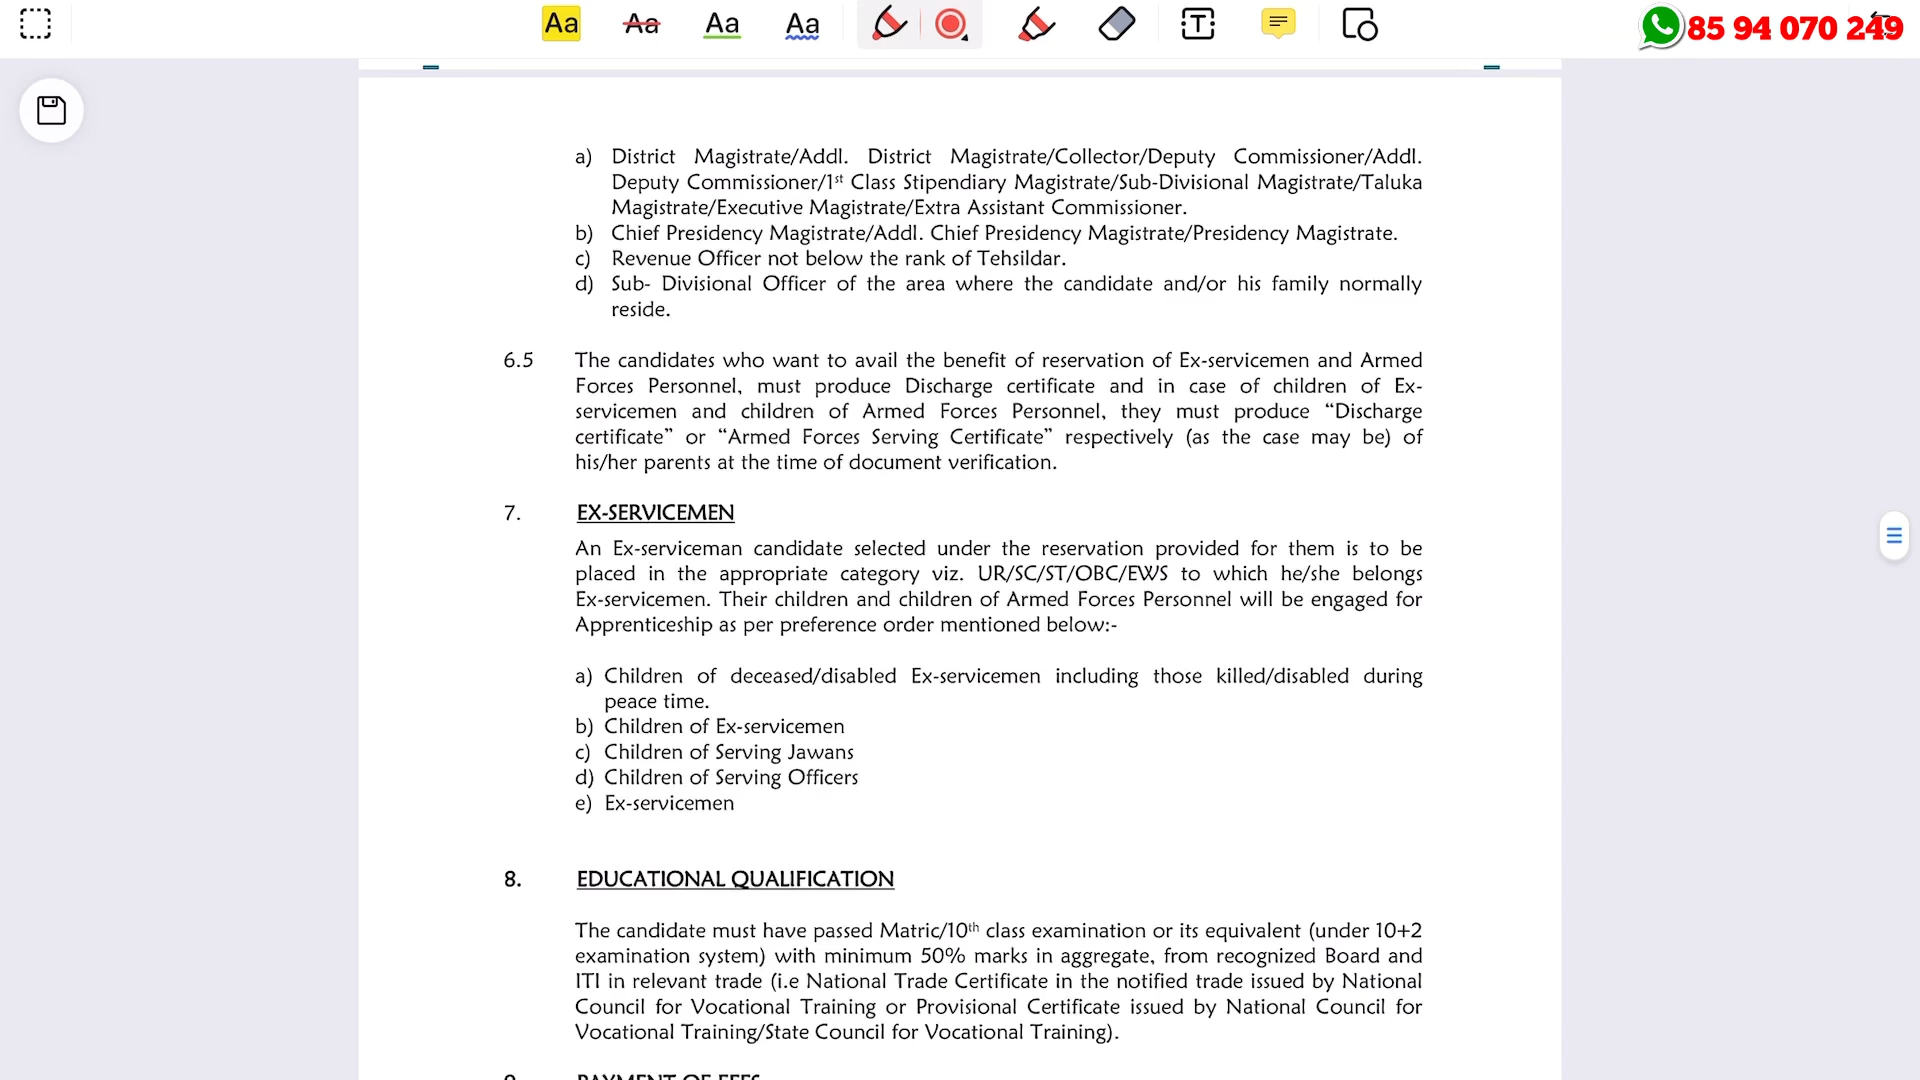 Aa Aa Aa Aa T
85 94 070 249
a) District Magistrate/Addl. District Magistrate/Collector/Deputy Commissioner/Addl.
Deputy Commissioner/1st Class Stipendiary Magistrate/Sub-Divisional Magistrate/Taluka
Magistrate/Executive Magistrate/Extra Assistant Commissioner.
b) Chief Presidency Magistrate/Addl. Chief Presidency Magistrate/Presidency Magistrate.
c) Revenue Officer not below the rank of Tehsildar.
d) Sub- Divisional Officer of the area where the candidate and/or his family normally
reside.
6.5 The candidates who want to avail the benefit of reservation of Ex-servicemen and Armed
Forces Personnel, must produce Discharge certificate and in case of children of Ex-
servicemen and children of Armed Forces Personnel, they must produce “Discharge
certificate” or “Armed Forces Serving Certificate” respectively (as the case may be) of
his/her parents at the time of document verification.
7. EX-SERVICEMEN
An Ex-serviceman candidate selected under the reservation provided for them is to be
placed in the appropriate category viz. UR/SC/ST/OBC/EWS to which he/she belongs
Ex-servicemen. Their children and children of Armed Forces Personnel will be engaged for
Apprenticeship as per preference order mentioned below:-
a) Children of deceased/disabled Ex-servicemen including those killed/disabled during
peace time.
b) Children of Ex-servicemen
c) Children of Serving Jawans
d) Children of Serving Officers
e) Ex-servicemen
8. EDUCATIONAL QUALIFICATION
The candidate must have passed Matric/10th class examination or its equivalent (under 10+2
examination system) with minimum 50% marks in aggregate, from recognized Board and
ITI in relevant trade (i.e National Trade Certificate in the notified trade issued by National
Council for Vocational Training or Provisional Certificate issued by National Council for
Vocational Training/State Council for Vocational Training).
9. PAYMENT OF FEES